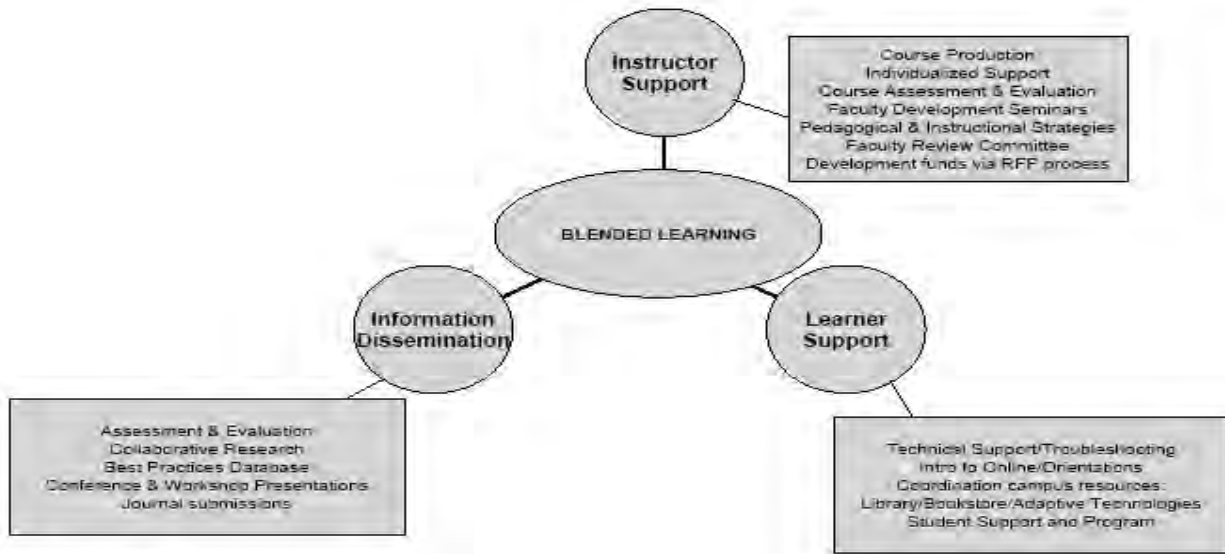 Instructor
Support
Course Production
Individualized Support
Course Assessment & Evaluation
Faculty Development Seminars
Pedagogical & Instructional Strategies
Faculty Review Committee
Development funds via RFP process
BLENDED LEARNING
Information
Dissemination
Learner
Support
Assessment & Evaluation
Collaborative Research
Best Practices Database
Conference & Workshop Presentations
Journal submissions
Technical Support/Troubleshooting
Intro to Online/Orientations
Coordination campus resources:
Library/Bookstore/Adaptive Technologies
Student Support and Program